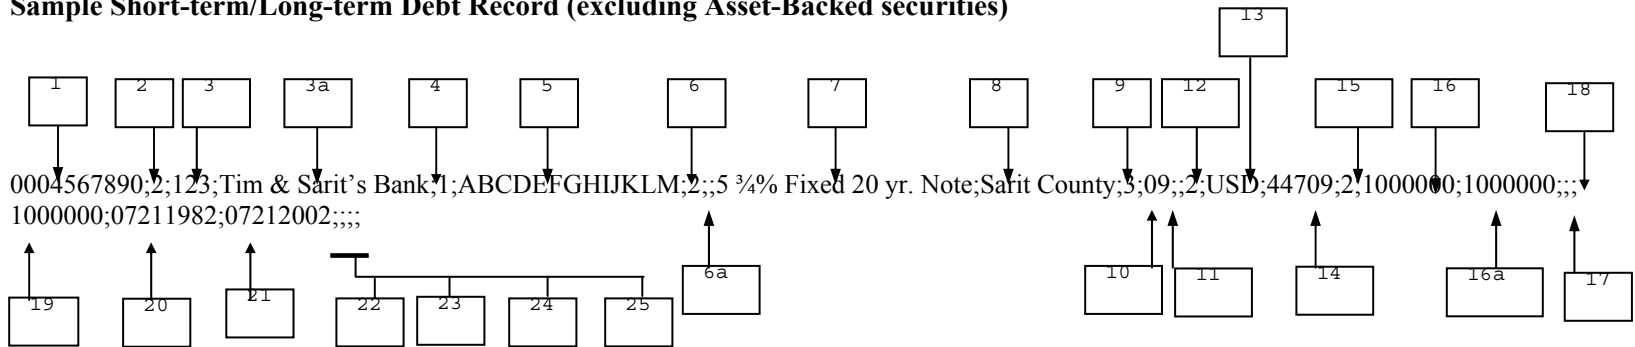 Sample Short-term/Long-term Debt Record (excluding Asset-Backed securities)
13
1 2 3 3a 4 5 6 7 8 9 12 15 16 18
0004567890;2;123;Tim & Sarit’s Bank;1;ABCDEFGHIJKLM;2;;5 ¾% Fixed 20 yr. Note;Sarit County;3;09;;2;USD;44709;2;1000000;1000000;;;
1000000;07211982;07212002;;;;
6a 10 11 14 16a 17
19 20 21 22 23 24 25